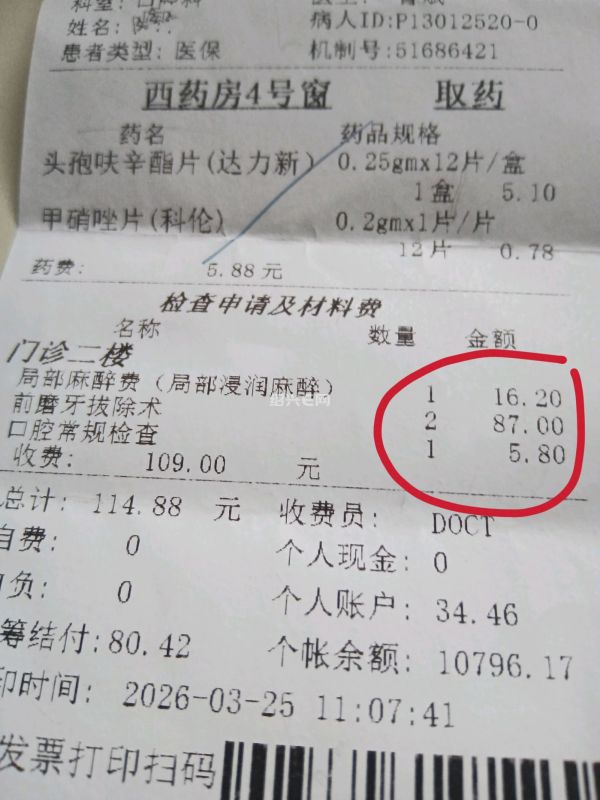 病人ID:P13012520-0
姓名:
患者类型: 医保 机制号:51686421
西药房4号窗 取药
药名 药品规格
头孢呋辛酯片(达力新) 0.25gmx12片/盒
1盒 5.10
甲硝唑片(科伦) 0.2gmx1片/片
12片 0.78
药费: 5.88 元
检查申请及材料费
名称 数量 金额
门诊二楼
局部麻醉费(局部浸润麻醉) 1 16.20
前磨牙拔除术 2 87.00
口腔常规检查 1 5.80
收费: 109.00 元
总计: 114.88 元 收费员: DOCT
自费: 0 个人现金: 0
负: 0 个人账户: 34.46
筹结付:80.42 个帐余额: 10796.17
印时间: 2026-03-25 11:07:41
发票打印扫码
绍兴E网